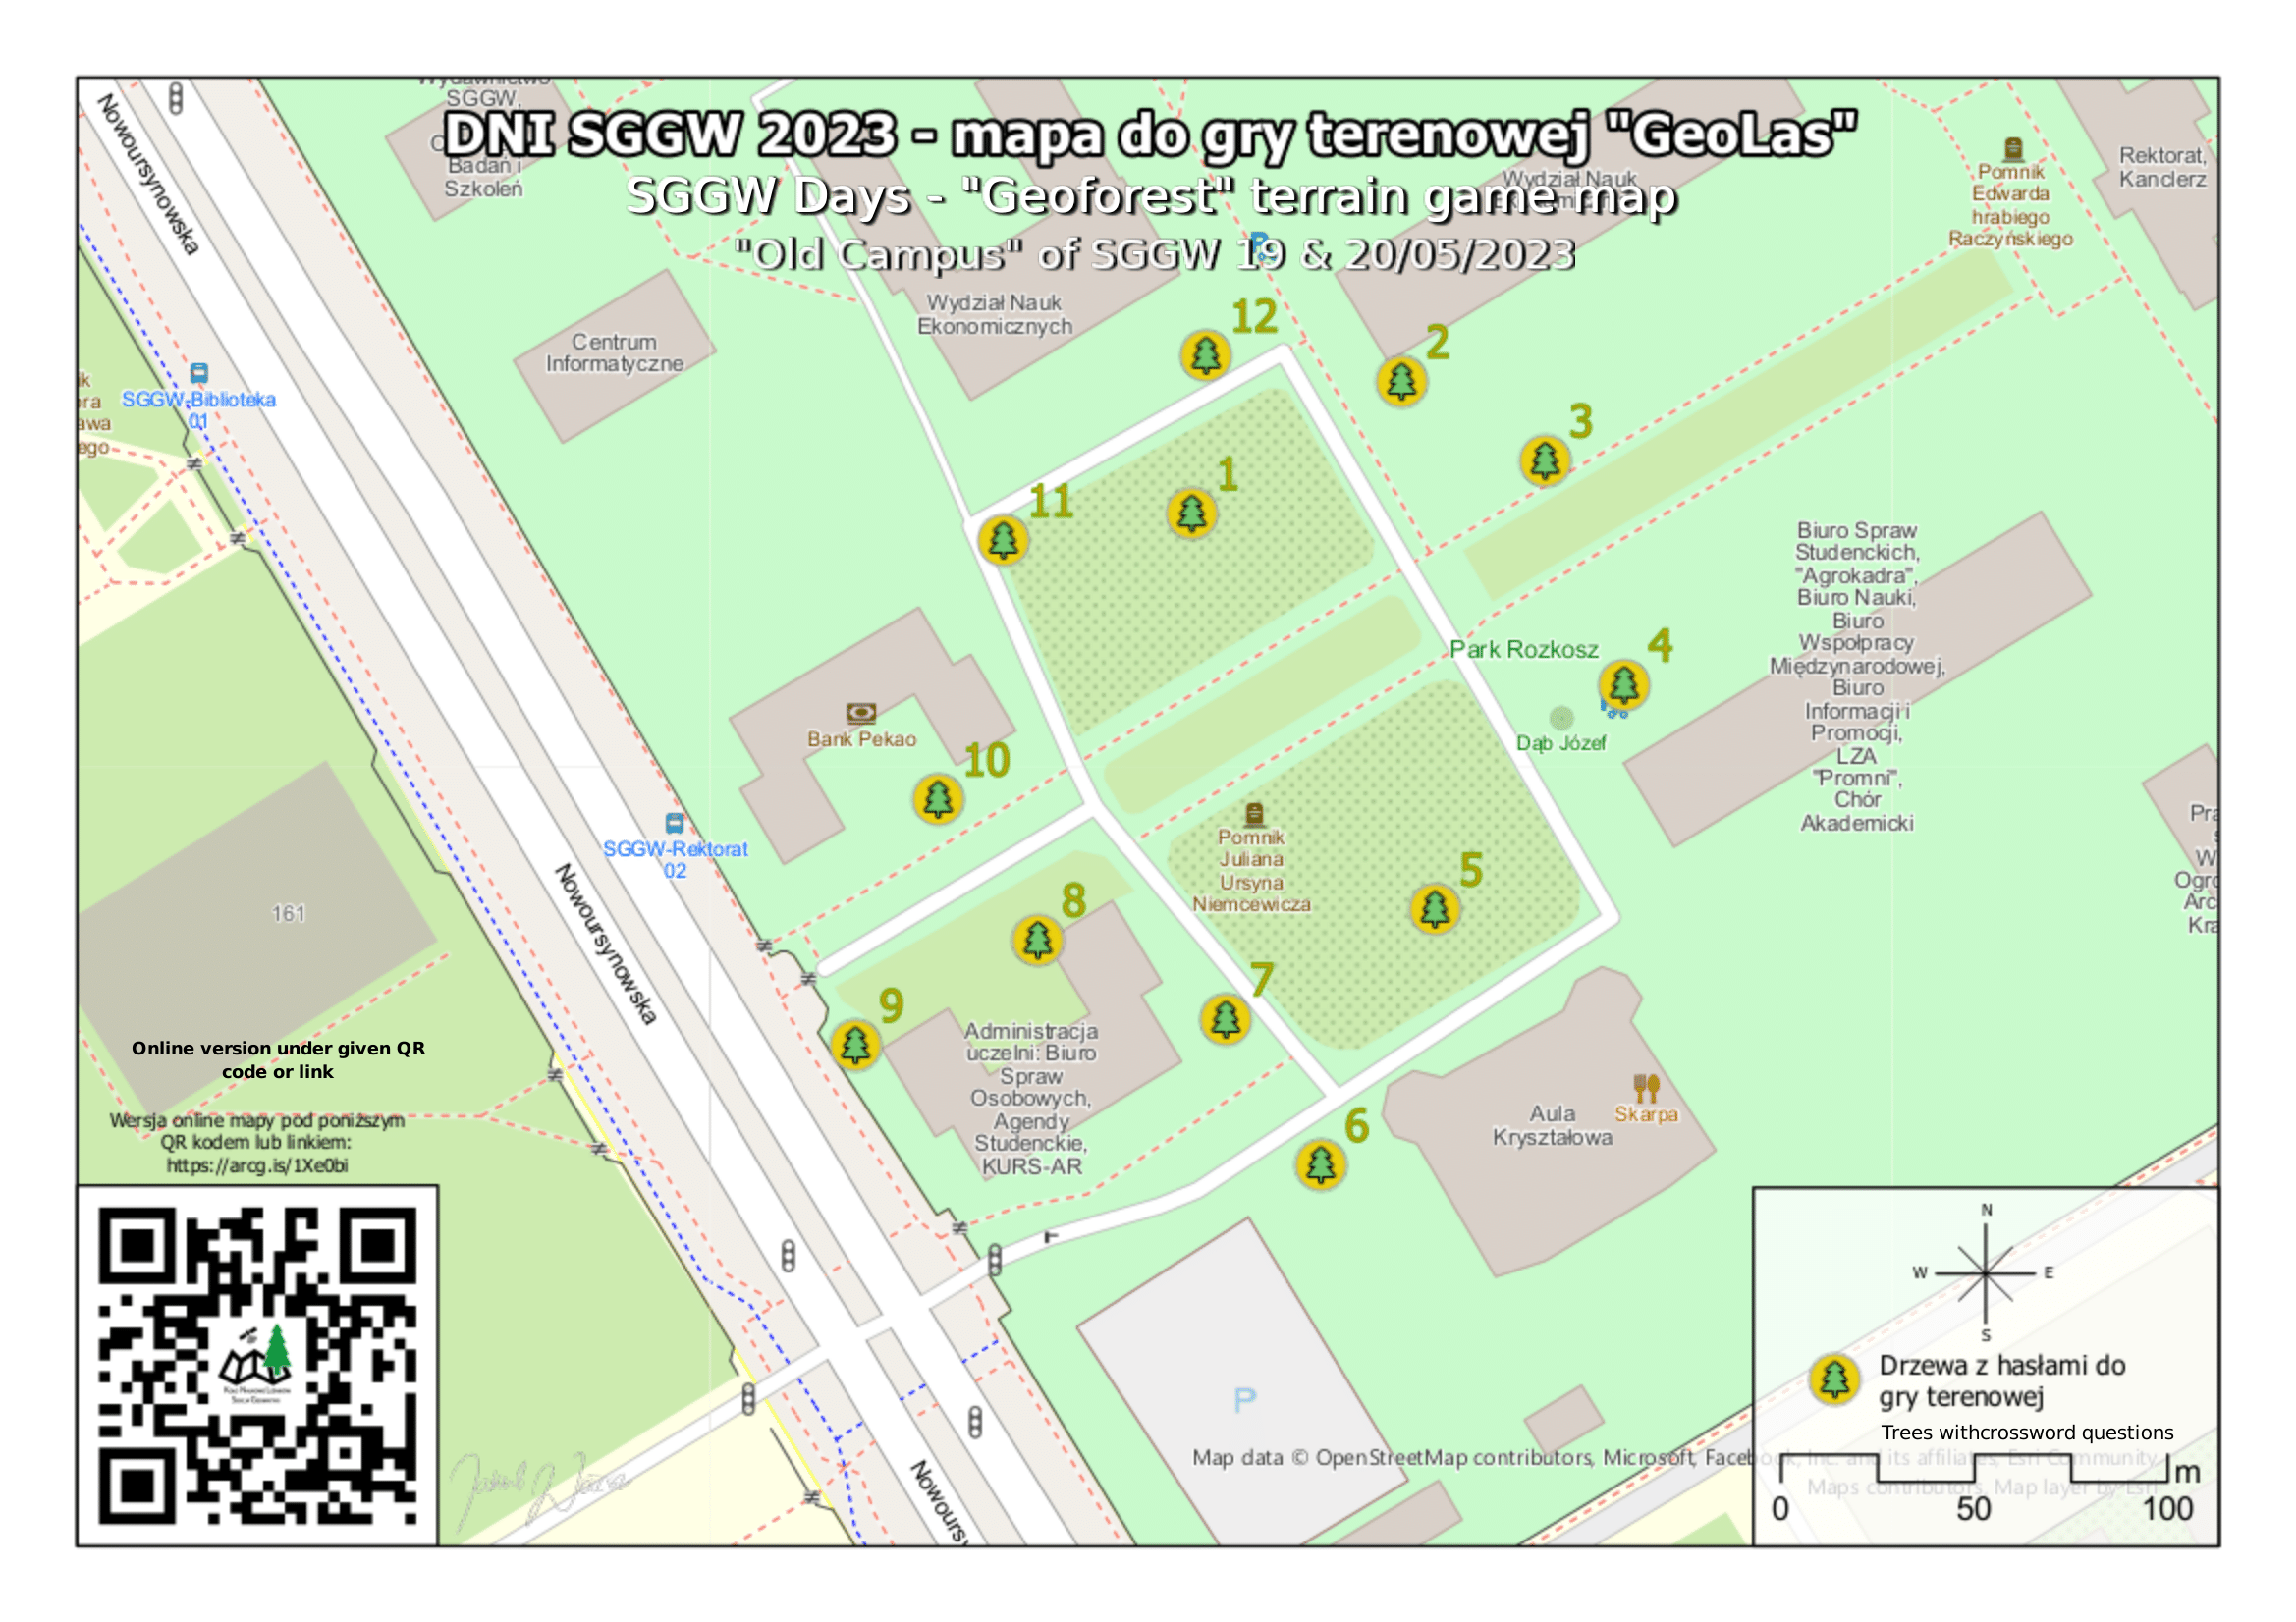 DNI SGGW 2023 - mapa do gry terenowej "GeoLas"
SGGW Days - "Geoforest" terrain game map
"Old Campus" of SGGW 19 & 20/05/2023
Nowoursynowska
SGGW,
Badań i
Szkoleń
Wydział Nauk
Pomnik
Edwarda
hrabiego
Raczyńskiego
Rektorat,
Kanclerz
Wydział Nauk
Ekonomicznych
Centrum
Informatyczne
SGGW-Biblioteka
01
12
2
3
1
11
Biuro Spraw
Studenckich,
"Agrokadra",
Biuro Nauki,
Biuro
Współpracy
Międzynarodowej,
Biuro
Informacji i
Promocji,
LZA
"Promni",
Chór
Akademicki
Park Rozkosz
4
Dąb Józef
Bank Pekao
10
SGGW-Rektorat
02
Pomnik
Juliana
Ursyna
Niemcewicza
5
8
7
9
161
Nowoursynowska
Administracja
uczelni: Biuro
Spraw
Osobowych,
Agendy
Studenckie,
KURS-AR
6
Aula
Kryształowa
Skarpa
Online version under given QR
code or link
Wersja online mapy pod poniższym
QR kodem lub linkiem:
https://arcg.is/1Xe0bi
P
Nowoursy
Map data © OpenStreetMap contributors, Microsoft, Facebook, Inc. and its affiliates, Esri Community
Maps contributors, Map layer by Esri
N
W
E
S
Drzewa z hasłami do
gry terenowej
Trees withcrossword questions
0 50 100 m